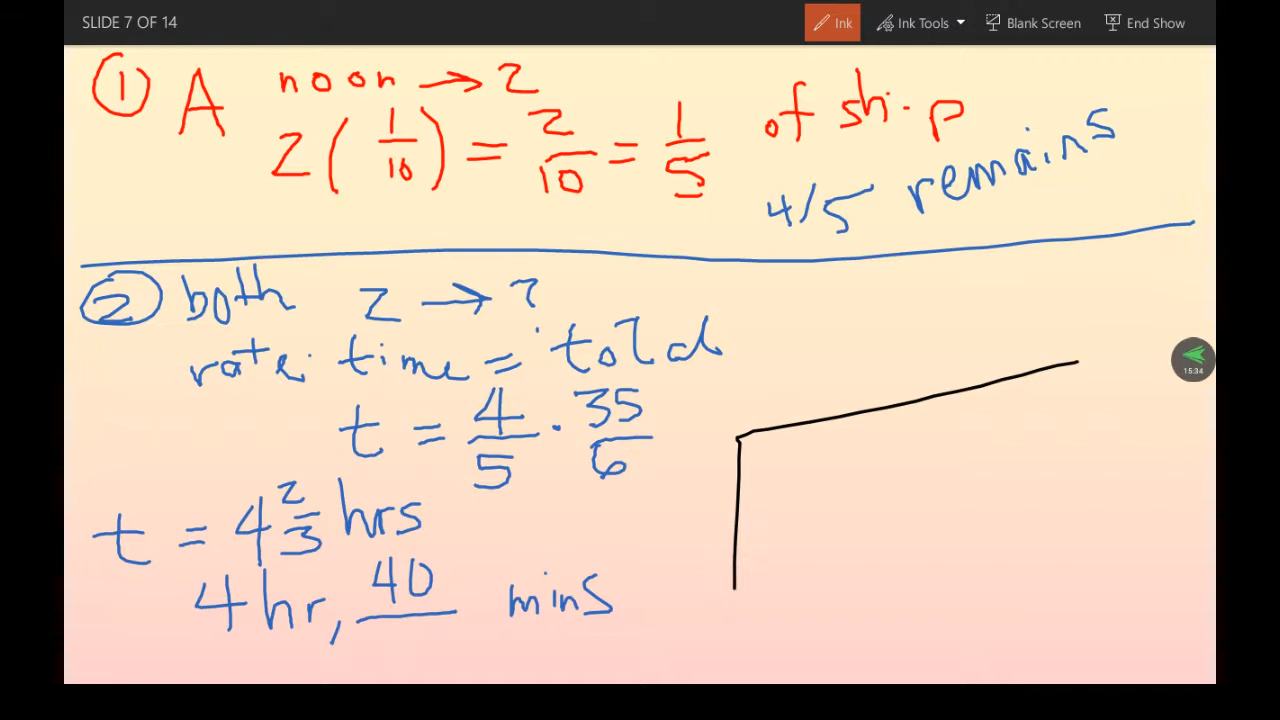 SLIDE 7 OF 14
Ink
Ink Tools
Blank Screen
End Show
① A noon → 2
2(1/10) = 2/10 = 1/5 of ship
4/5 remains
② both 2 → ?
rate · time = total
t = 4/5 · 35/6
t = 4 2/3 hrs
4 hr, 40 mins
15:34